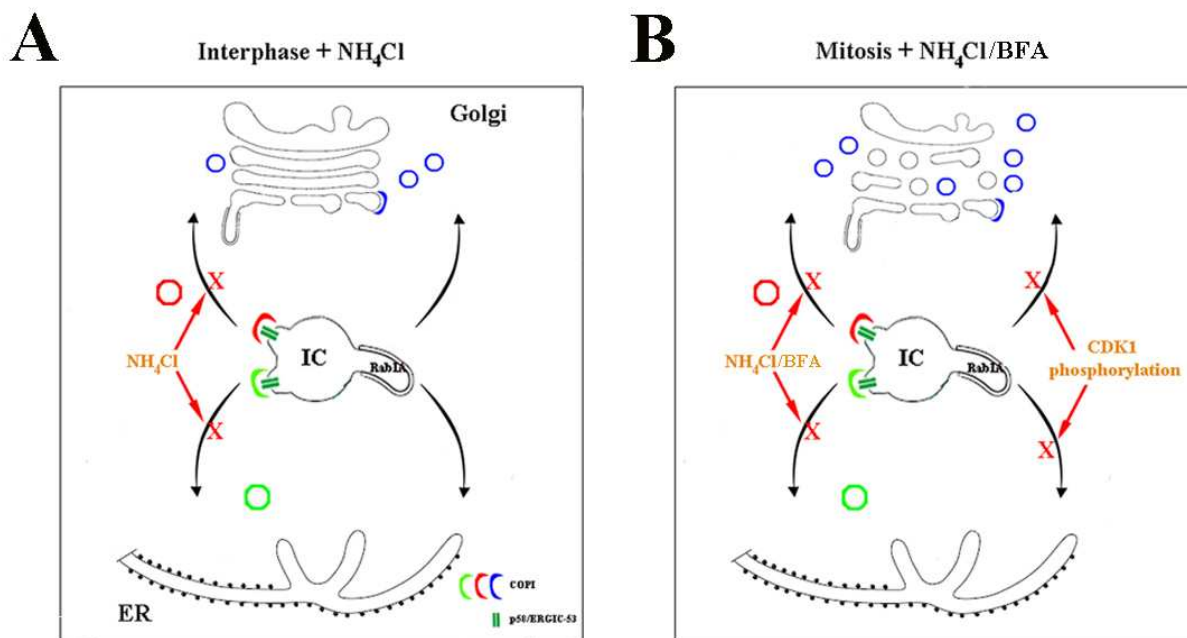 A
Interphase + NH₄Cl
Golgi
X
NH₄Cl
IC
Rab1A
X
COPI
p58/ERGIC-53
ER
B
Mitosis + NH₄Cl/BFA
X
X
NH₄Cl/BFA
IC
Rab1A
CDK1
phosphorylation
X
X